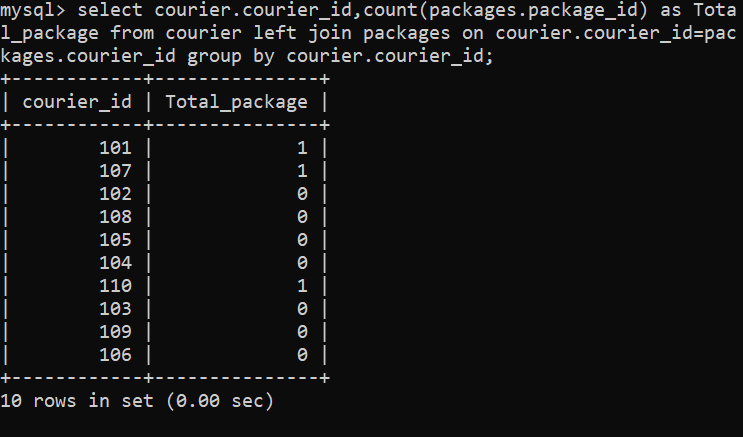 mysql> select courier.courier_id,count(packages.package_id) as Tota
l_package from courier left join packages on courier.courier_id=pac
kages.courier_id group by courier.courier_id;
+------------+---------------+
| courier_id | Total_package |
+------------+---------------+
|        101 |             1 |
|        107 |             1 |
|        102 |             0 |
|        108 |             0 |
|        105 |             0 |
|        104 |             0 |
|        110 |             1 |
|        103 |             0 |
|        109 |             0 |
|        106 |             0 |
+------------+---------------+
10 rows in set (0.00 sec)